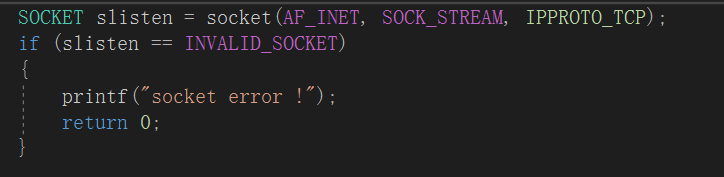 SOCKET slisten = socket(AF_INET, SOCK_STREAM, IPPROTO_TCP);
if (slisten == INVALID_SOCKET)
{
printf("socket error !");
return 0;
}